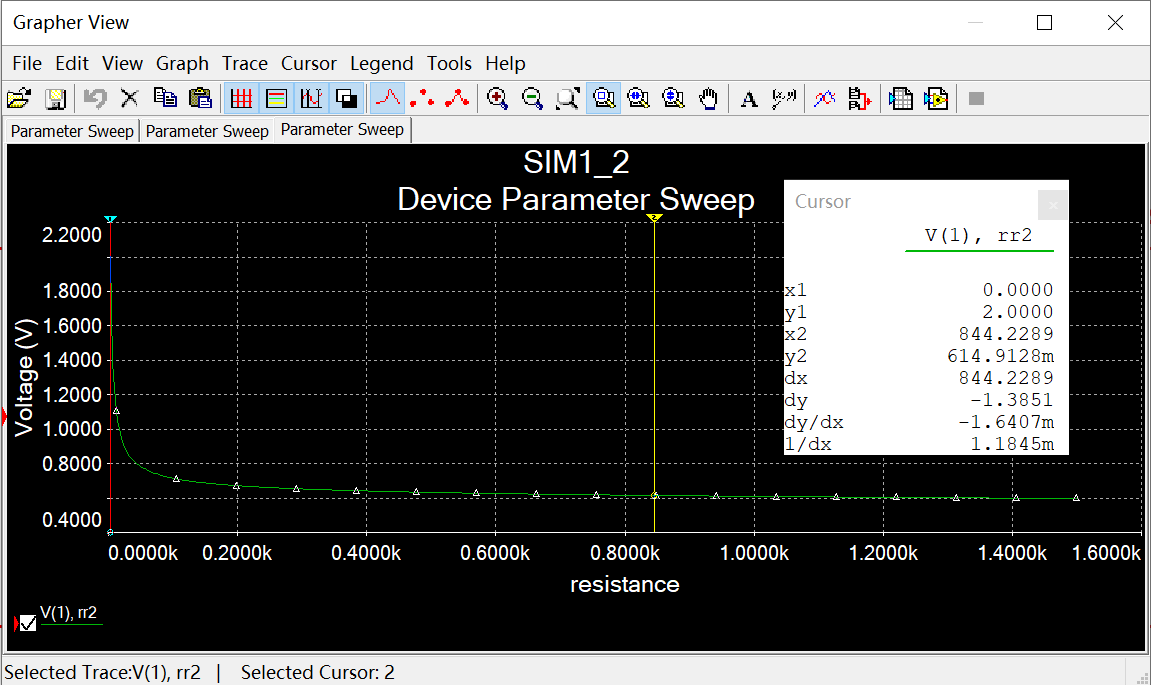 Grapher View
File Edit View Graph Trace Cursor Legend Tools Help
Parameter Sweep Parameter Sweep Parameter Sweep
SIM1_2
Device Parameter Sweep
Cursor
V(1), rr2
x1 0.0000
y1 2.0000
x2 844.2289
y2 614.9128m
dx 844.2289
dy -1.3851
dy/dx -1.6407m
1/dx 1.1845m
1
2
2.2000
1.8000
1.6000
1.4000
1.2000
1.0000
0.8000
0.4000
Voltage (V)
0.0000k 0.2000k 0.4000k 0.6000k 0.8000k 1.0000k 1.2000k 1.4000k 1.6000k
resistance
V(1), rr2
Selected Trace:V(1), rr2 | Selected Cursor: 2